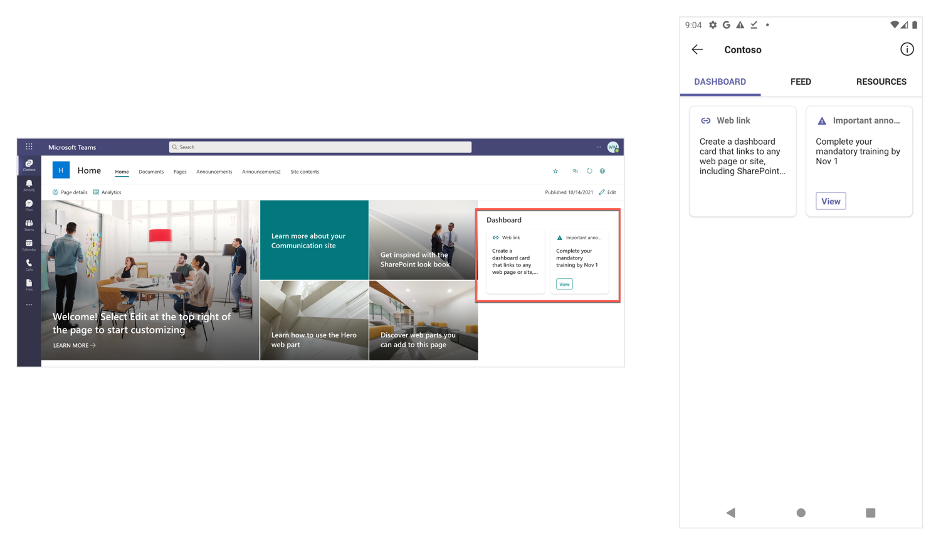 Microsoft Teams
Search
Contoso
Activity
Chat
Teams
Calendar
Calls
Files
H
Home
Home
Documents
Pages
Announcements
Announcements2
Site contents
Page details
Analytics
Published 10/14/2021
Edit
Welcome! Select Edit at the top right of
the page to start customizing
LEARN MORE →
Learn more about your
Communication site
Get inspired with the
SharePoint look book
Learn how to use the Hero
web part
Discover web parts you
can add to this page
Dashboard
Web link
Create a
dashboard card
that links to any
web page or site,...
Important anno...
Complete your
mandatory
training by Nov 1
View
9:04
Contoso
DASHBOARD
FEED
RESOURCES
Web link
Create a dashboard
card that links to any
web page or site,
including SharePoint...
Important anno...
Complete your
mandatory training by
Nov 1
View